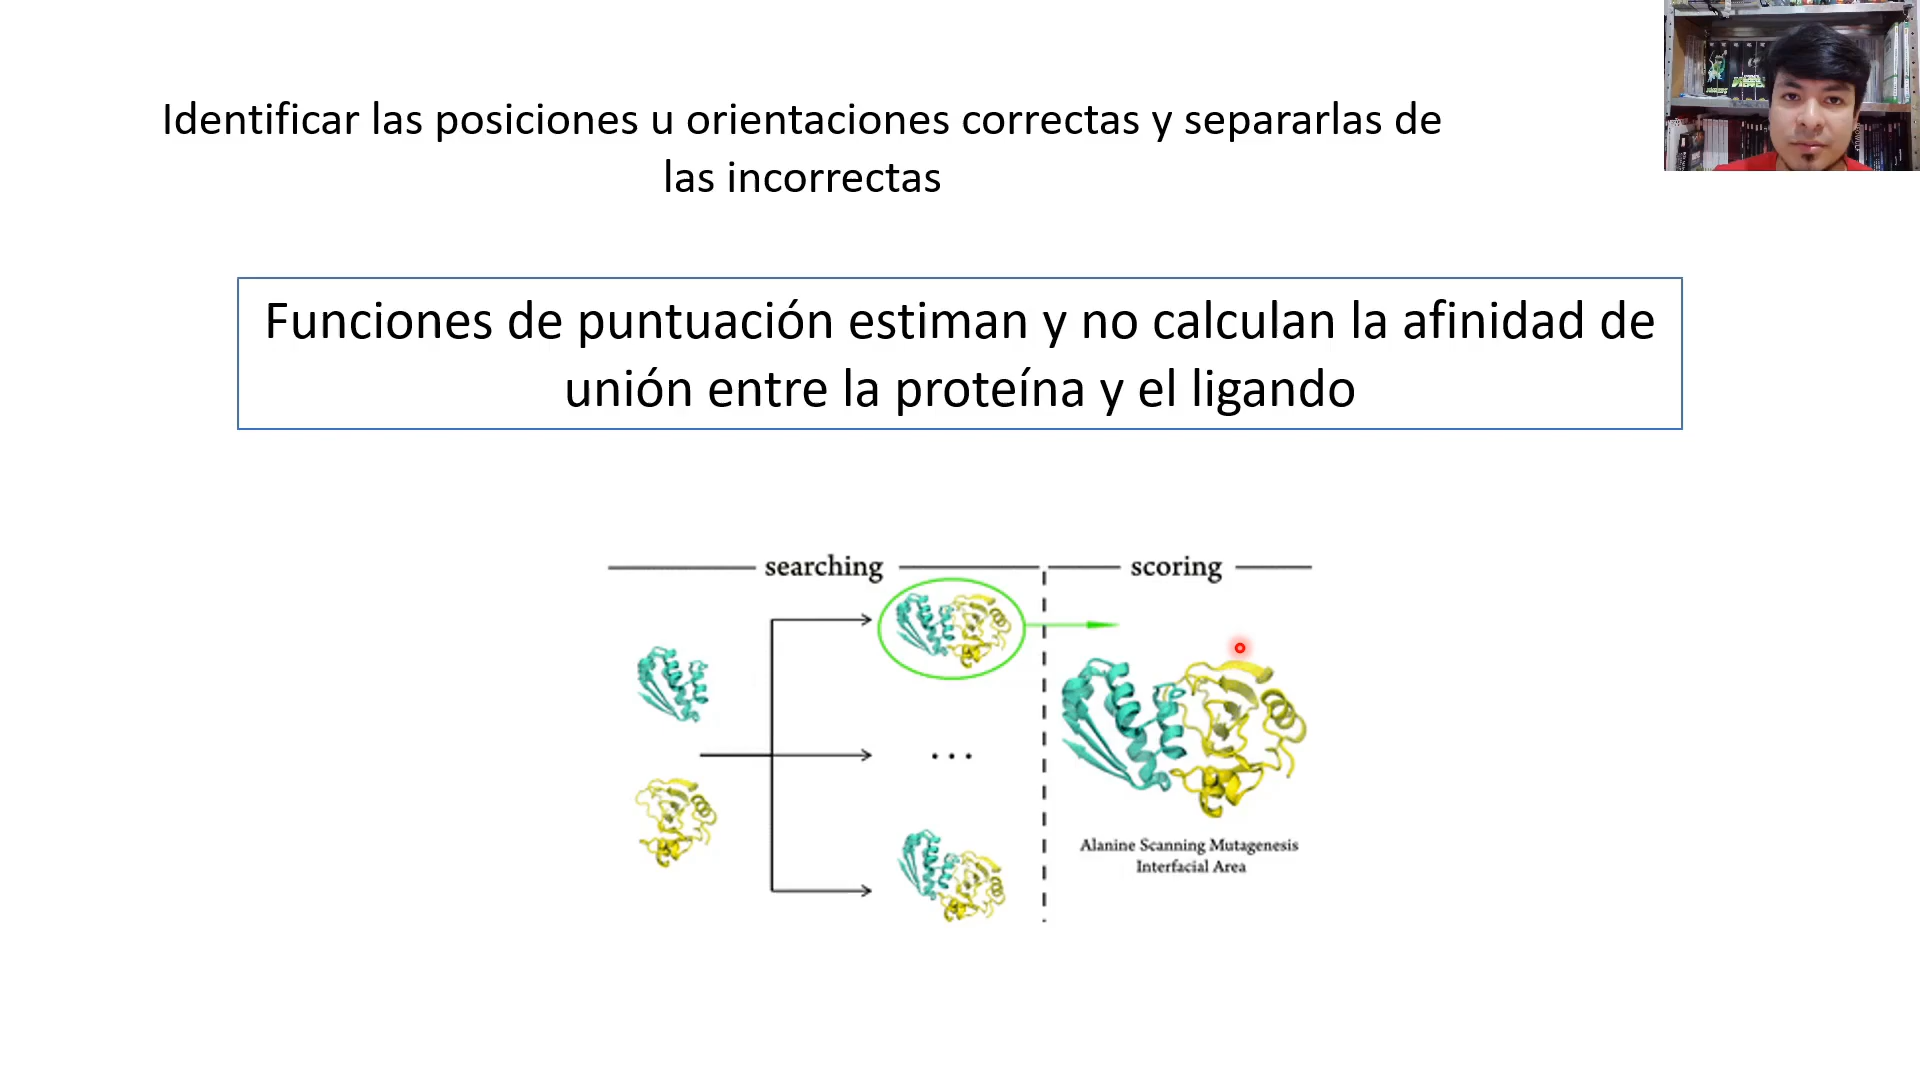 Identificar las posiciones u orientaciones correctas y separarlas de
las incorrectas
Funciones de puntuación estiman y no calculan la afinidad de
unión entre la proteína y el ligando
searching
scoring
Alanine Scanning Mutagenesis
Interfacial Area